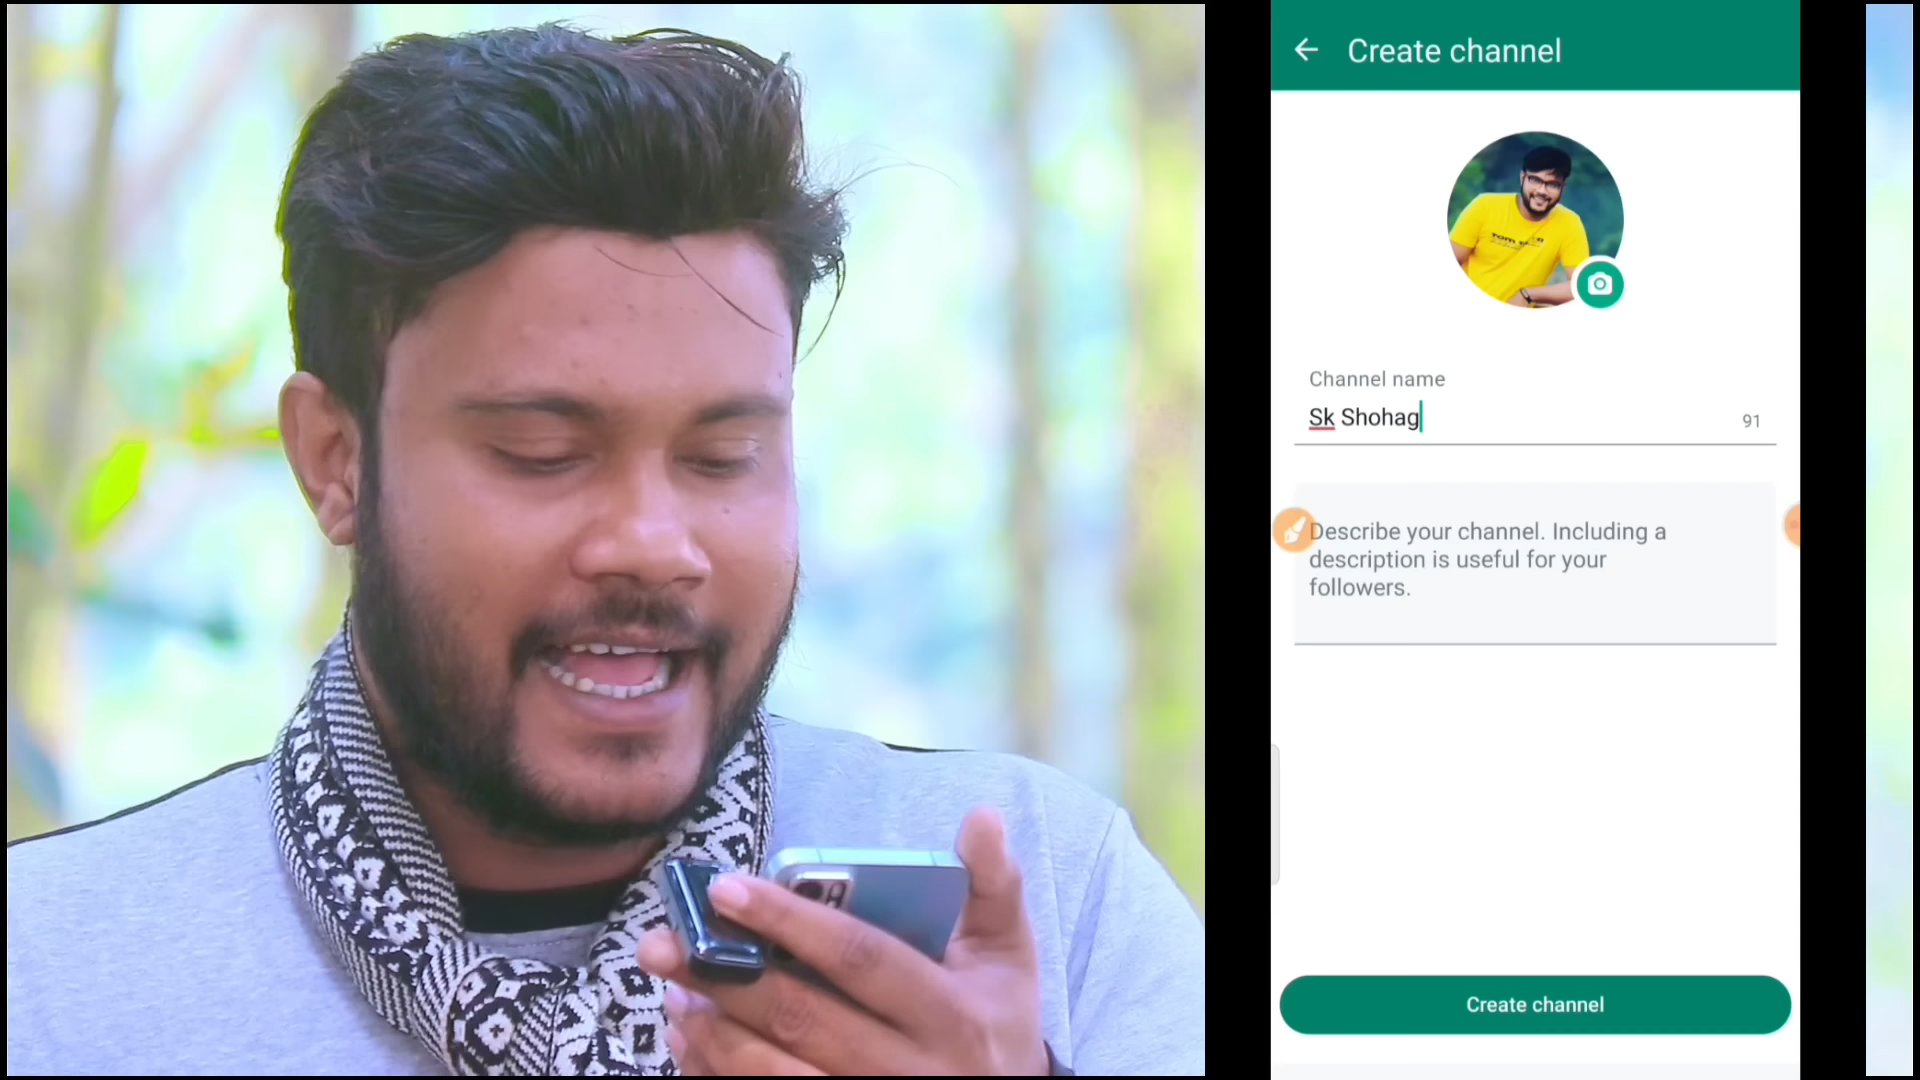 Create channel
TOM
Channel name
Sk Shohag
91
Describe your channel. Including a
description is useful for your
followers.
Create channel